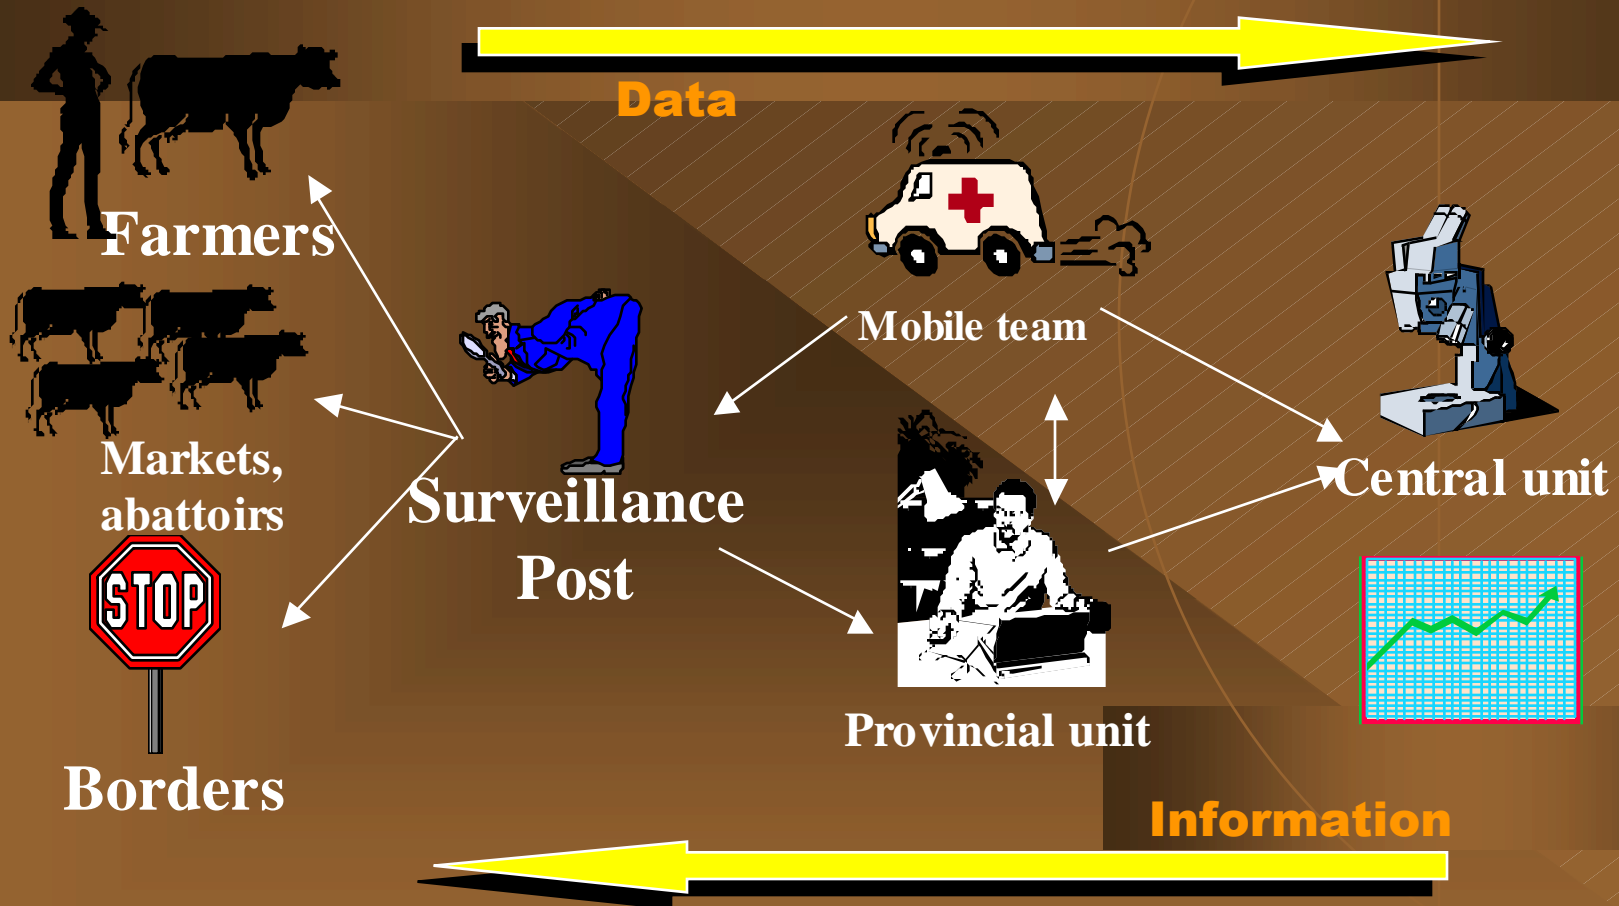 Data
Farmers
Mobile team
Markets,
abattoirs
Central unit
Surveillance
Post
STOP
Provincial unit
Borders
Information